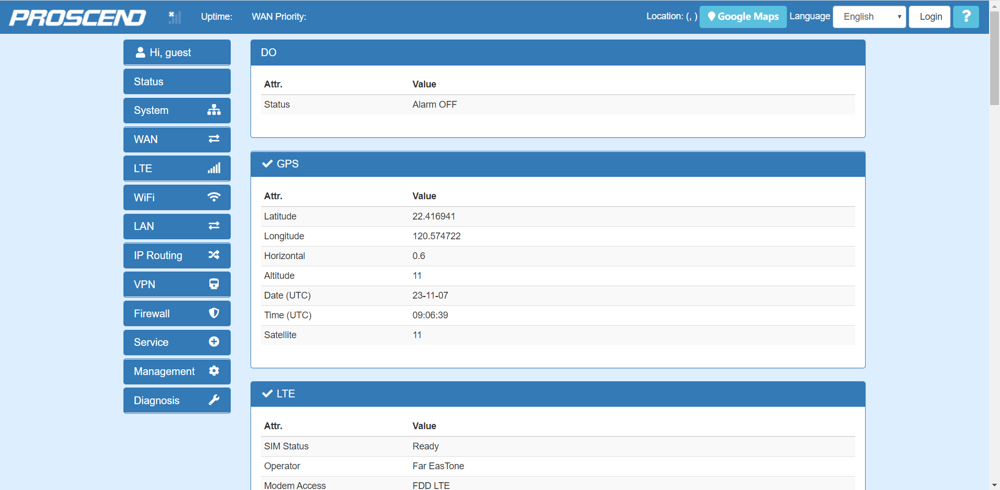 PROSCEND Uptime: WAN Priority: Location: (, ) Google Maps Language English Login ?
Hi, guest
Status
System
WAN
LTE
WiFi
LAN
IP Routing
VPN
Firewall
Service
Management
Diagnosis
DO
Attr. Value
Status Alarm OFF
GPS
Attr. Value
Latitude 22.416941
Longitude 120.574722
Horizontal 0.6
Altitude 11
Date (UTC) 23-11-07
Time (UTC) 09:06:39
Satellite 11
LTE
Attr. Value
SIM Status Ready
Operator Far EasTone
Modem Access FDD LTE